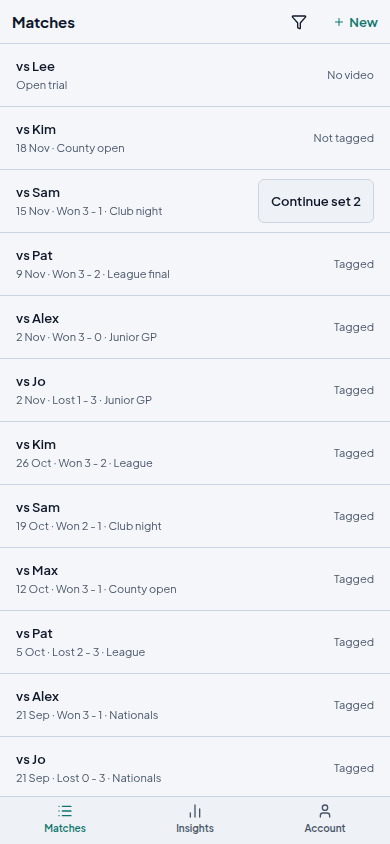 Matches
+ New
vs Lee
Open trial
No video
vs Kim
18 Nov · County open
Not tagged
vs Sam
15 Nov · Won 3 - 1 · Club night
Continue set 2
vs Pat
9 Nov · Won 3 - 2 · League final
Tagged
vs Alex
2 Nov · Won 3 - 0 · Junior GP
Tagged
vs Jo
2 Nov · Lost 1 - 3 · Junior GP
Tagged
vs Kim
26 Oct · Won 3 - 2 · League
Tagged
vs Sam
19 Oct · Won 2 - 1 · Club night
Tagged
vs Max
12 Oct · Won 3 - 1 · County open
Tagged
vs Pat
5 Oct · Lost 2 - 3 · League
Tagged
vs Alex
21 Sep · Won 3 - 1 · Nationals
Tagged
vs Jo
21 Sep · Lost 0 - 3 · Nationals
Tagged
Matches
Insights
Account